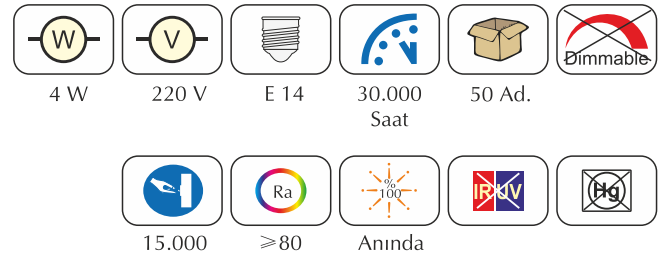 W V Dimmable
4 W 220 V E 14 30.000 Saat 50 Ad.
Ra % 100 IR UV Hg
15.000 ⩾80 Anında